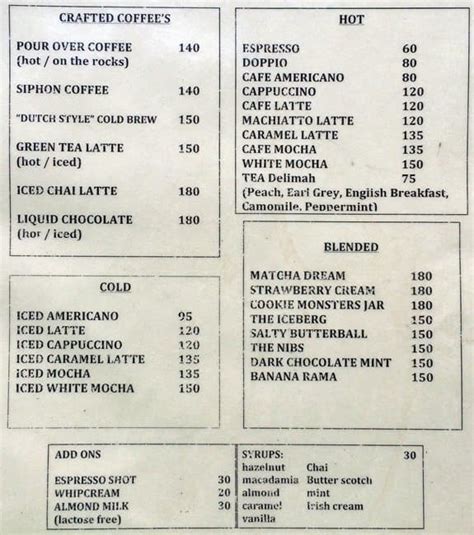 CRAFTED COFFEE'S
POUR OVER COFFEE 140
(hot / on the rocks)
SIPHON COFFEE 140
"DUTCH STYLE" COLD BREW 150
GREEN TEA LATTE 150
(hot / iced)
ICED CHAI LATTE 180
LIQUID CHOCOLATE 180
(hor / iced)
HOT
ESPRESSO 60
DOPPIO 80
CAFE AMERICANO 80
CAPPUCCINO 120
CAFE LATTE 120
MACHIATTO LATTE 120
CARAMEL LATTE 135
CAFE MOCHA 135
WHITE MOCHA 150
TEA Delimah 75
(Peach, Earl Grey, English Breakfast,
Camomile, Peppermint)
COLD
ICED AMERICANO 95
ICED LATTE 120
ICED CAPPUCCINO 120
ICED CARAMEL LATTE 135
ICED MOCHA 135
ICED WHITE MOCHA 150
BLENDED
MATCHA DREAM 180
STRAWBERRY CREAM 180
COOKIE MONSTERS JAR 180
THE ICEBERG 150
SALTY BUTTERBALL 150
THE NIBS 150
DARK CHOCOLATE MINT 150
BANANA RAMA 150
ADD ONS
ESPRESSO SHOT 30
WHIPCREAM 20
ALMOND MILK 30
(lactose free)
SYRUPS: 30
hazelnut Chai
macadamia Butter scotch
almond mint
caramel Irish cream
vanilla